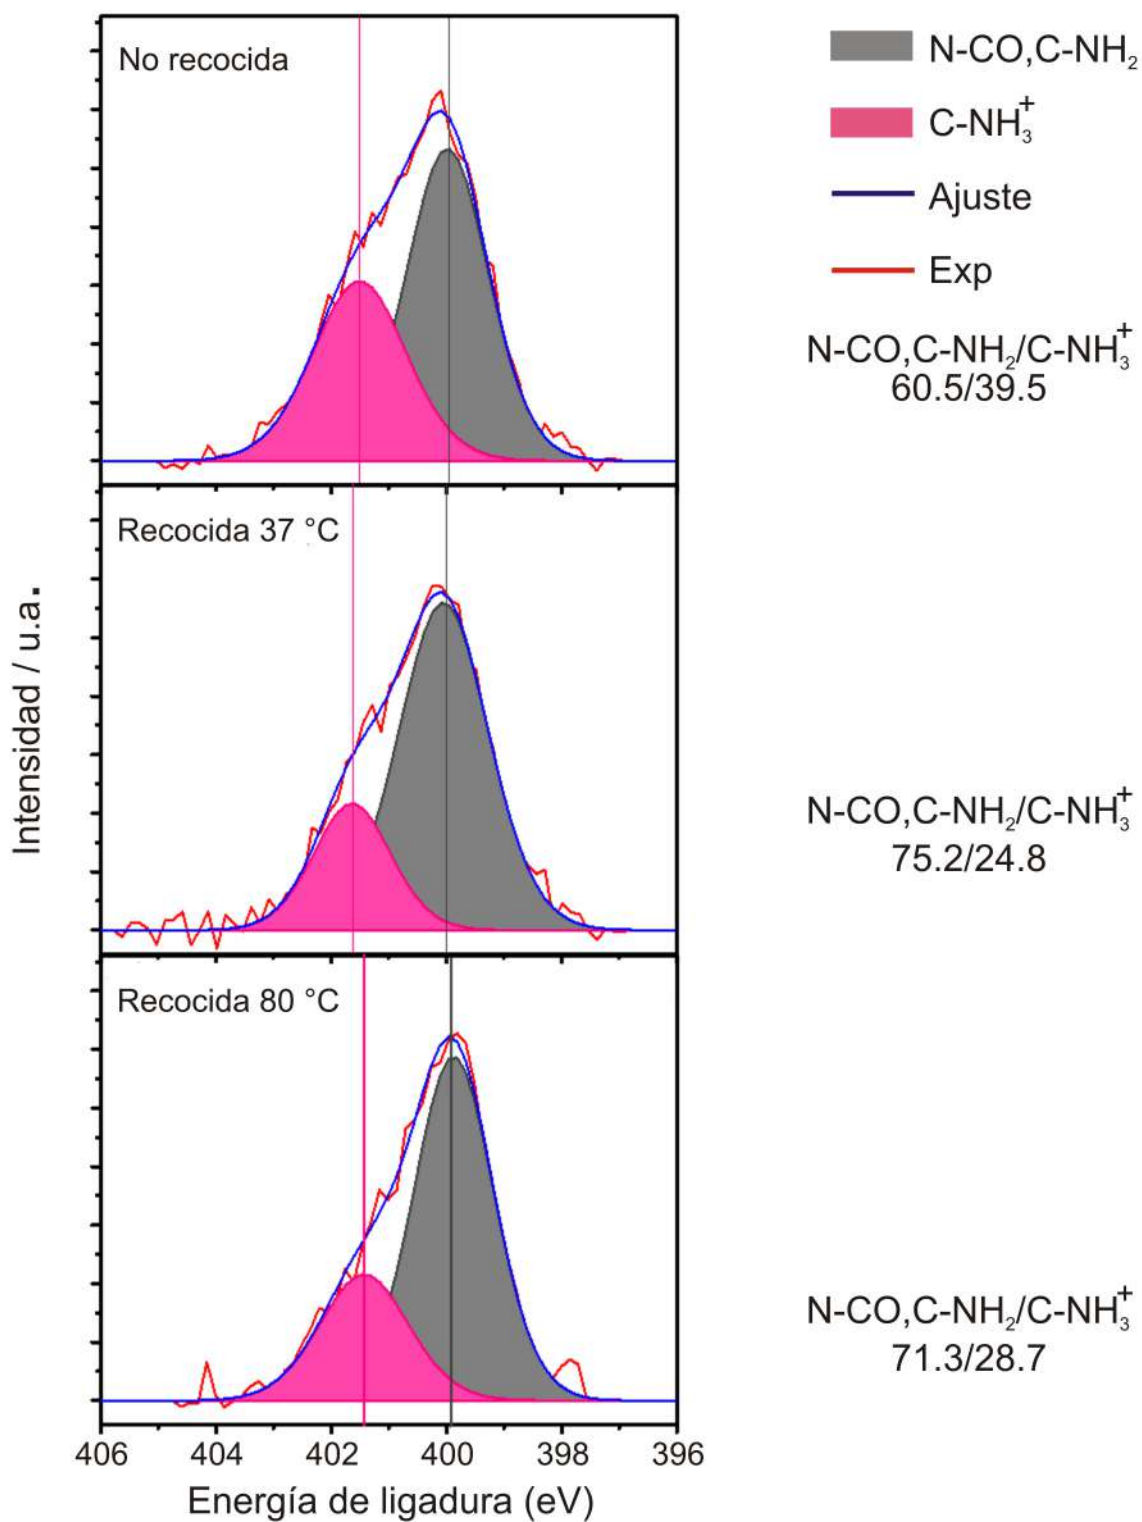 No recocida
N-CO,C-NH₂
C-NH₃⁺
Ajuste
Exp
N-CO,C-NH₂/C-NH₃⁺
60.5/39.5
Recocida 37 °C
N-CO,C-NH₂/C-NH₃⁺
75.2/24.8
Recocida 80 °C
N-CO,C-NH₂/C-NH₃⁺
71.3/28.7
Intensidad / u.a.
406 404 402 400 398 396
Energía de ligadura (eV)